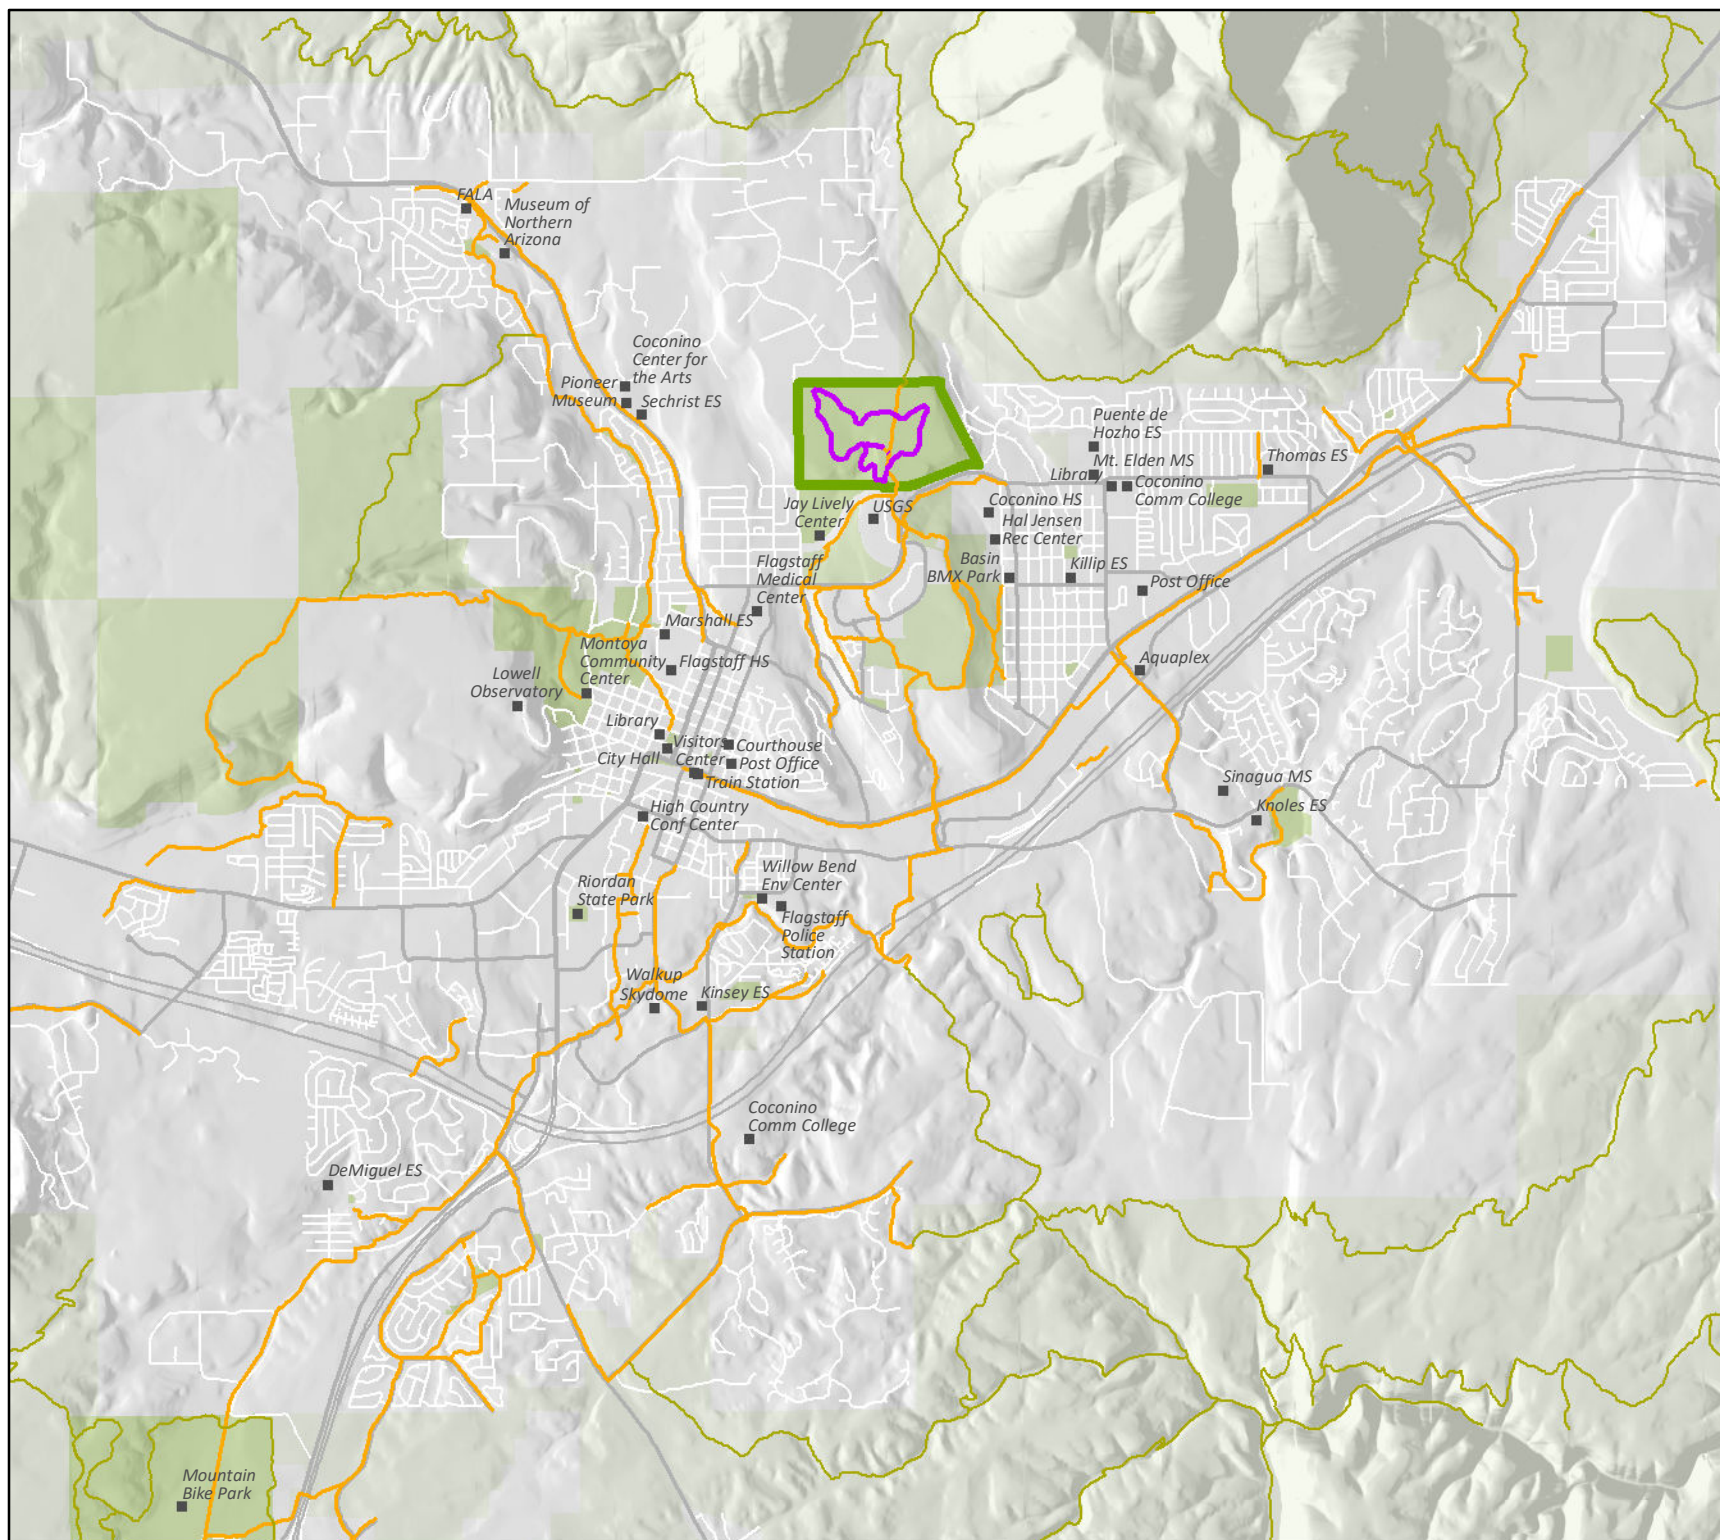 FALA
Museum of
Northern
Arizona
Coconino
Center for
the Arts
Pioneer
Museum
Sechrist ES
Puente de
Hozho ES
Mt. Elden MS
Library
Coconino
Comm College
Thomas ES
Jay Lively
Center
USGS
Coconino HS
Hal Jensen
Rec Center
Basin
BMX Park
Killip ES
Post Office
Flagstaff
Medical
Center
Marshall ES
Montoya
Community
Center
Flagstaff HS
Lowell
Observatory
Aquaplex
Library
City Hall
Visitors
Center
Courthouse
Post Office
Train Station
Sinagua MS
Knoles ES
High Country
Conf Center
Willow Bend
Env Center
Riordan
State Park
Flagstaff
Police
Station
Walkup
Skydome
Kinsey ES
Coconino
Comm College
DeMiguel ES
Mountain
Bike Park